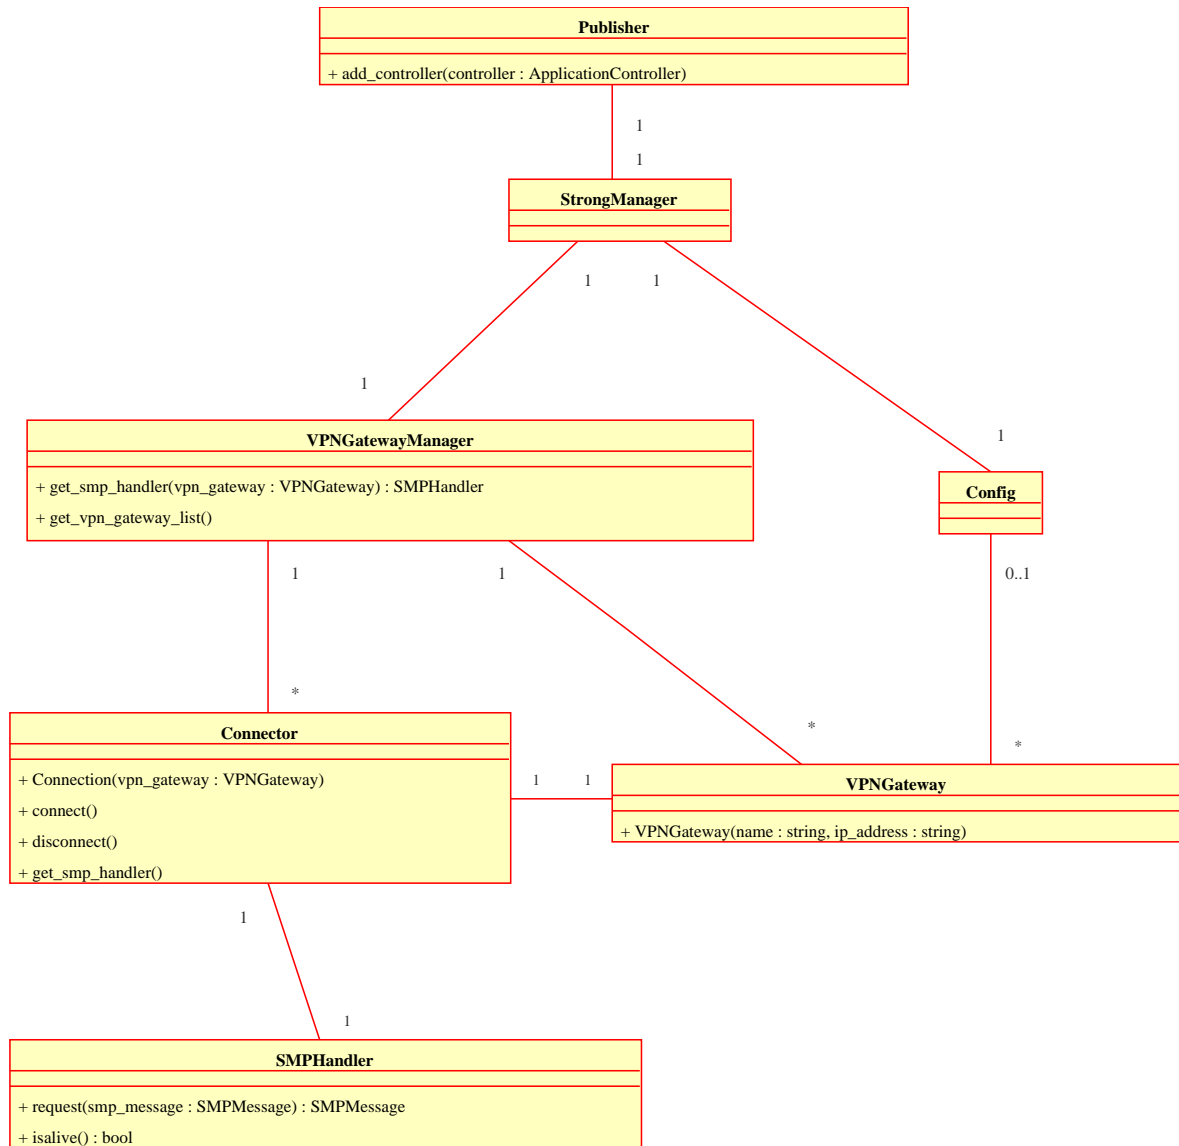 Publisher
+ add_controller(controller : ApplicationController)
1
1
StrongManager
1
1
1
1
VPNGatewayManager
+ get_smp_handler(vpn_gateway : VPNGateway) : SMPHandler
+ get_vpn_gateway_list()
Config
1
1
0..1
*
*
*
Connector
+ Connection(vpn_gateway : VPNGateway)
+ connect()
+ disconnect()
+ get_smp_handler()
1
1
VPNGateway
+ VPNGateway(name : string, ip_address : string)
1
1
SMPHandler
+ request(smp_message : SMPMessage) : SMPMessage
+ isalive() : bool